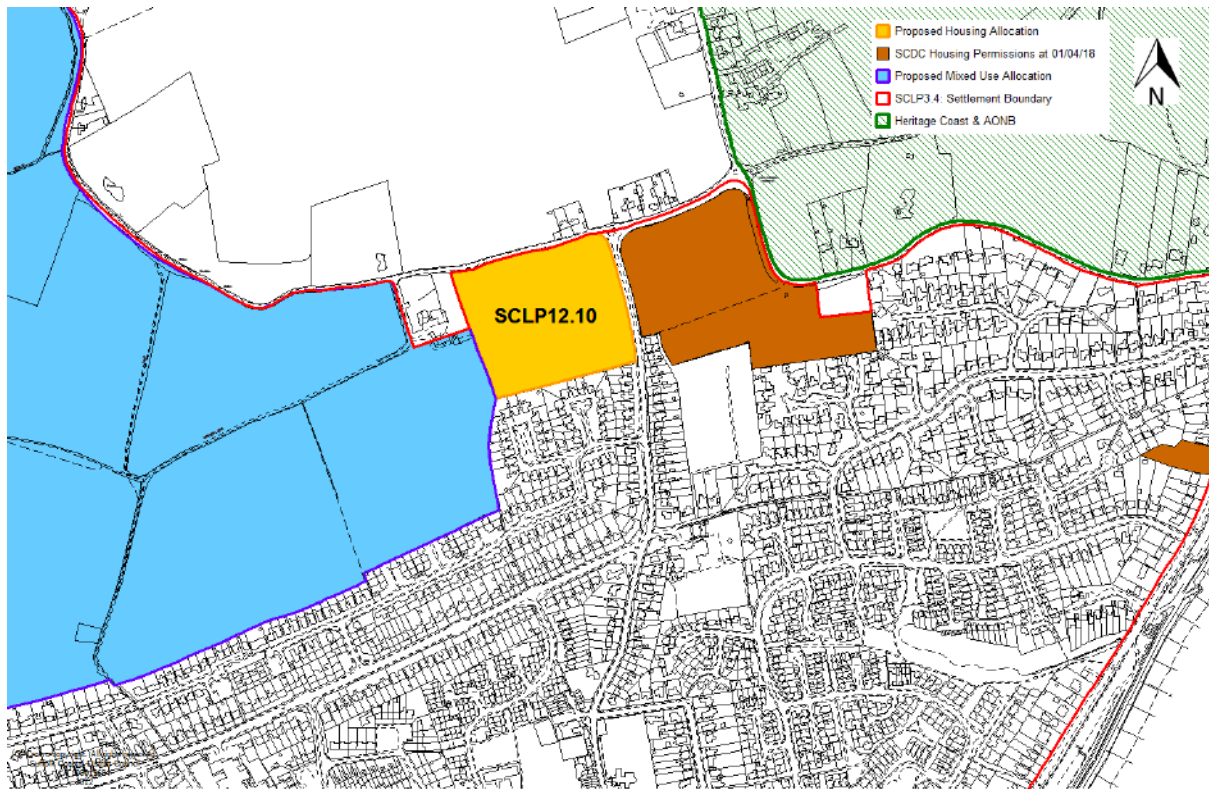 Proposed Housing Allocation
SCDC Housing Permissions at 01/04/18
Proposed Mixed Use Allocation
SCLP3.4: Settlement Boundary
Heritage Coast & AONB
N
SCLP12.10